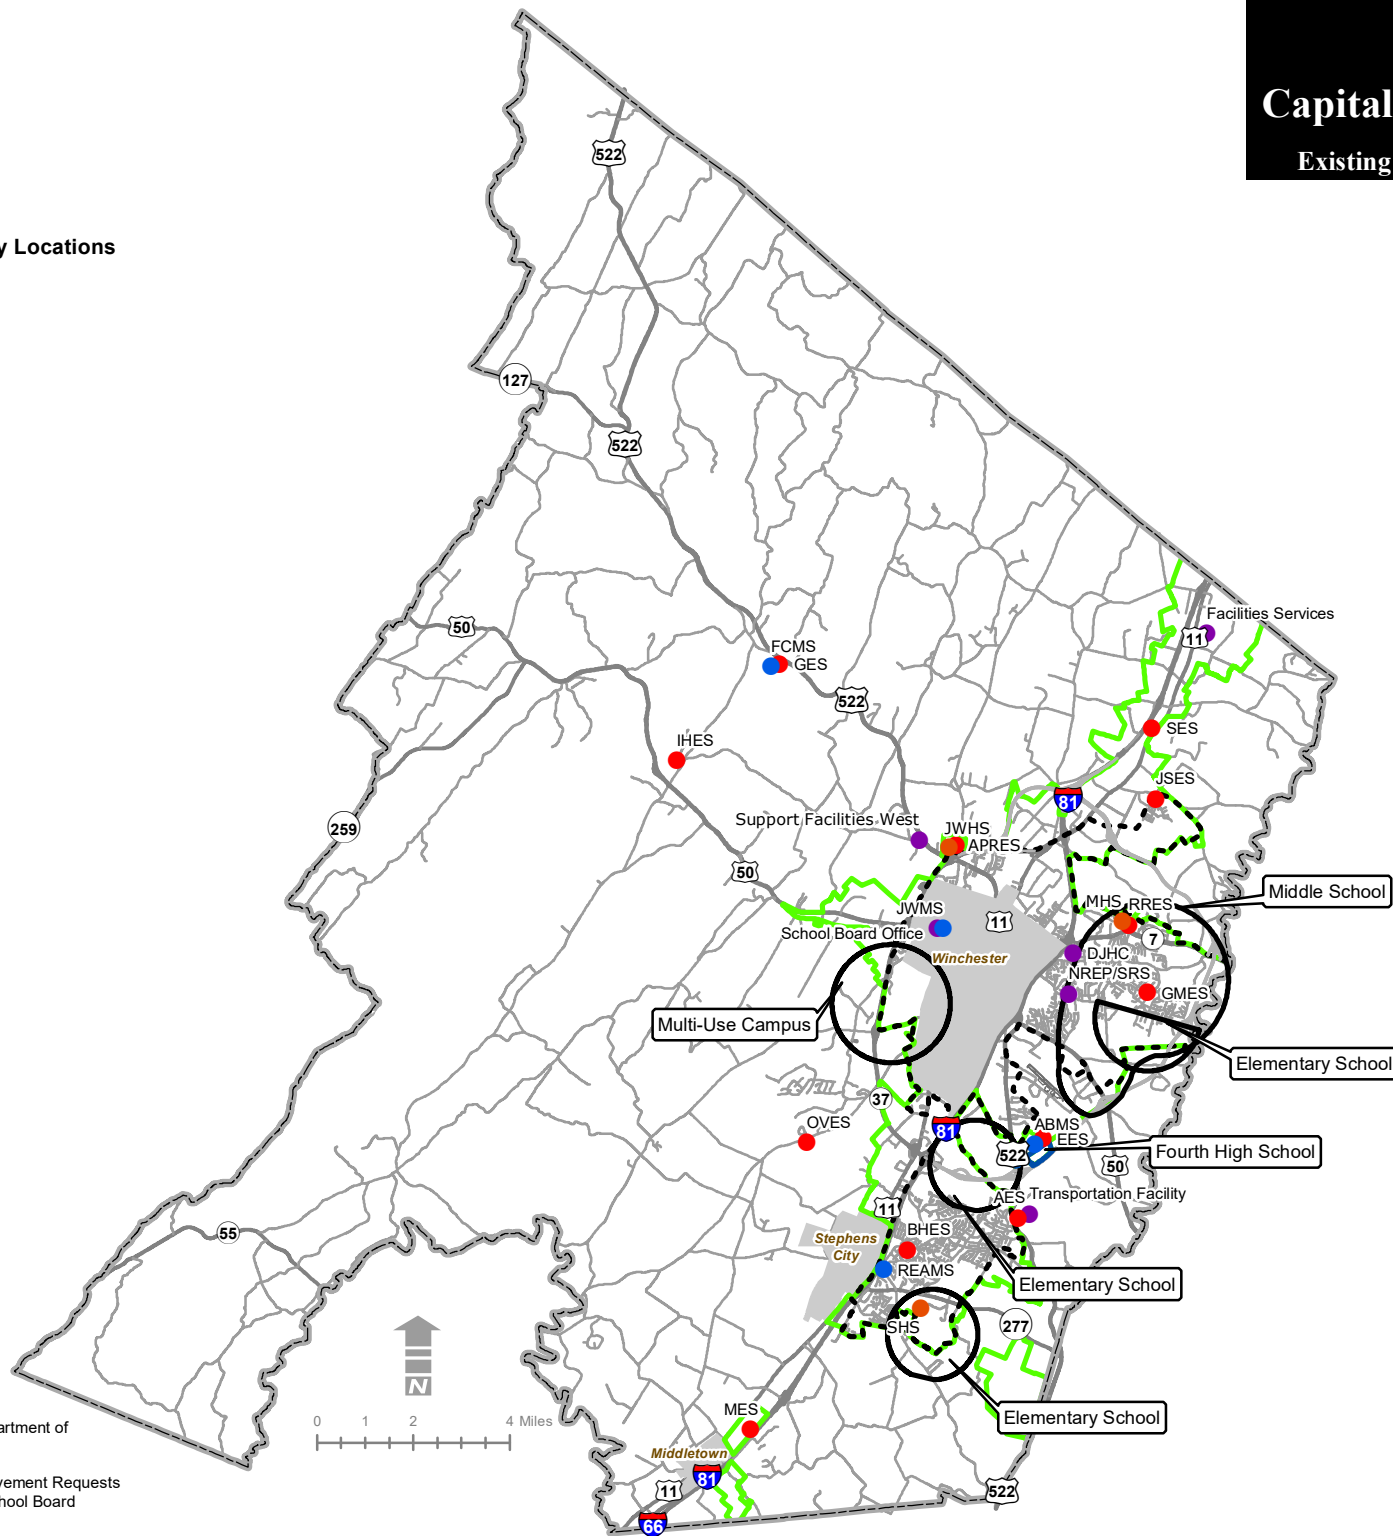 Capital
Existing
y Locations
522
127
522
50
Facilities Services
11
FCMS
GES
522
SES
IHES
JSES
81
259
Support Facilities West
JWHS
APRES
50
Middle School
MHS
RRES
JWMS
11
7
School Board Office
DJHC
Winchester
NREP/SRS
GMES
Multi-Use Campus
Elementary School
37
OVES
81
ABMS
EES
522
Fourth High School
50
AES
Transportation Facility
11
55
BHES
Stephens
City
REAMS
Elementary School
SHS
277
N
MES
0 1 2 4 Miles
Elementary School
artment of
Middletown
81
vement Requests
11
522
hool Board
66